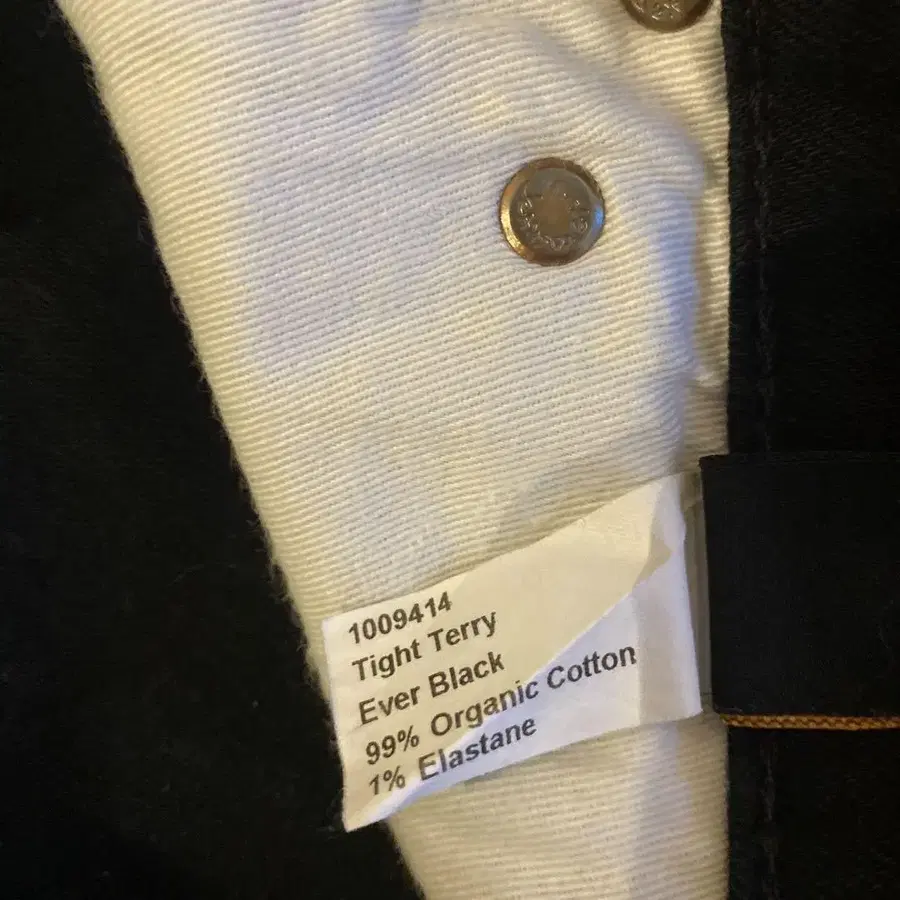 1009414
Tight Terry
Ever Black
99% Organic Cotton
1% Elastane